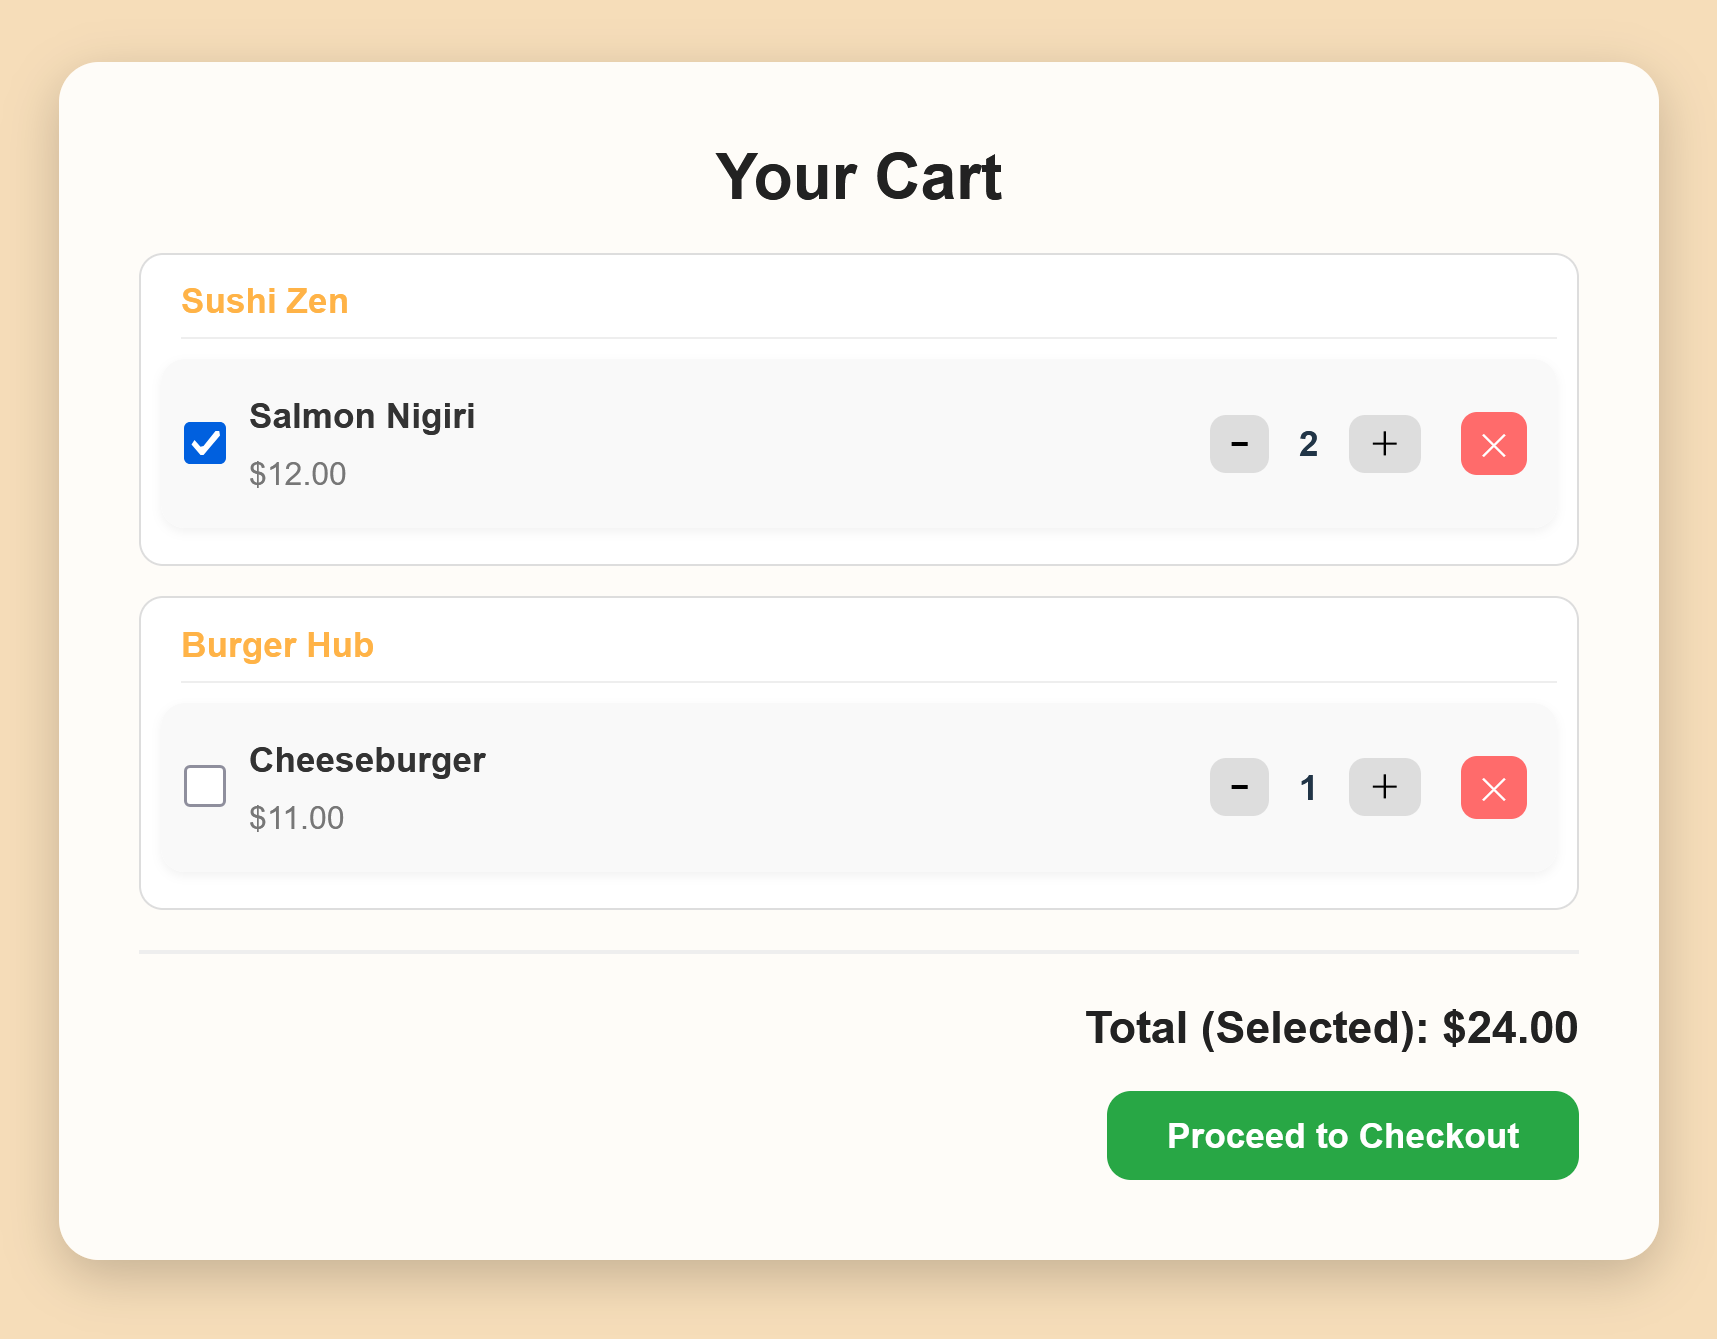 Your Cart
Sushi Zen
Salmon Nigiri
$12.00
- 2 +
Burger Hub
Cheeseburger
$11.00
- 1 +
Total (Selected): $24.00
Proceed to Checkout